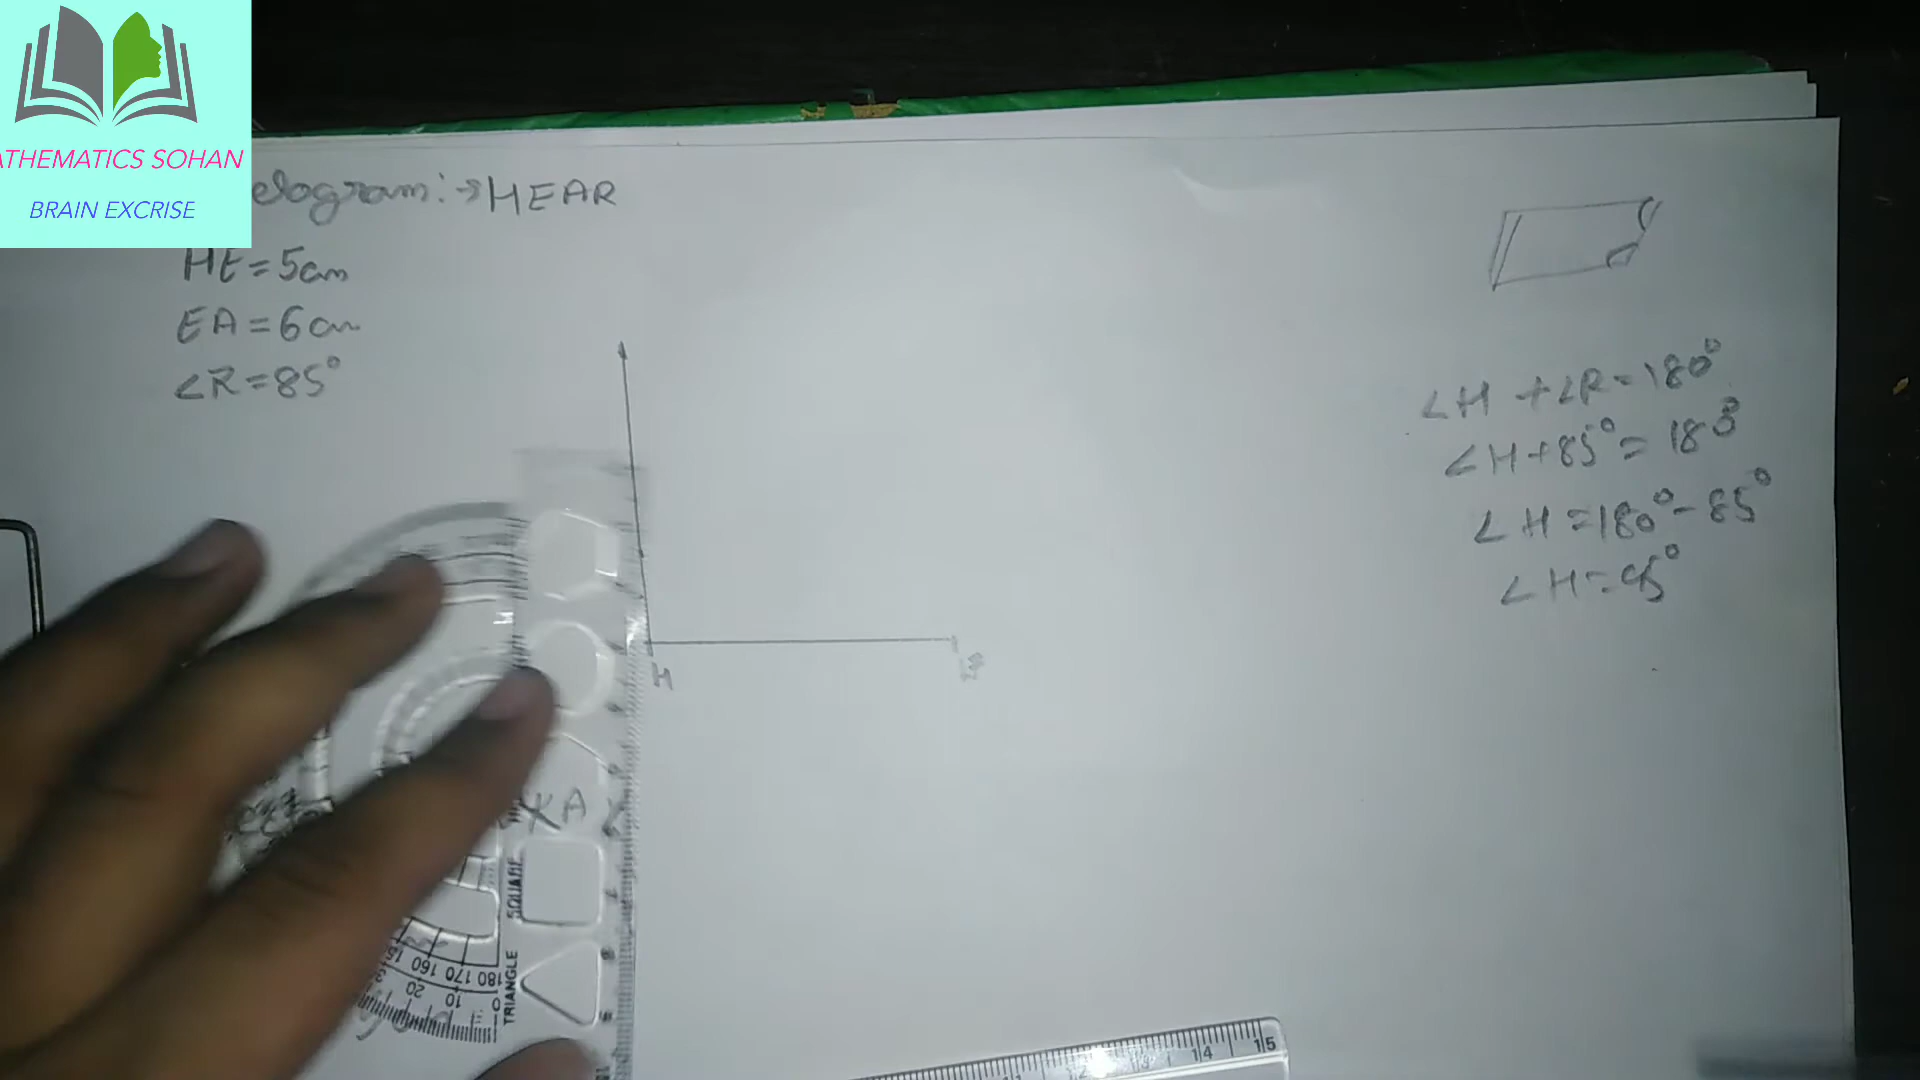 ATHEMATICS SOHAN
BRAIN EXCRISE
elogram:→HEAR
HE=5cm
EA=6cm
∠R=85°
∠H+∠R=180°
∠H+85°=180
∠H=180°-85°
∠H=95°
H
A
SQUARE
TRIANGLE
160 170 180
20 10 0
14 15